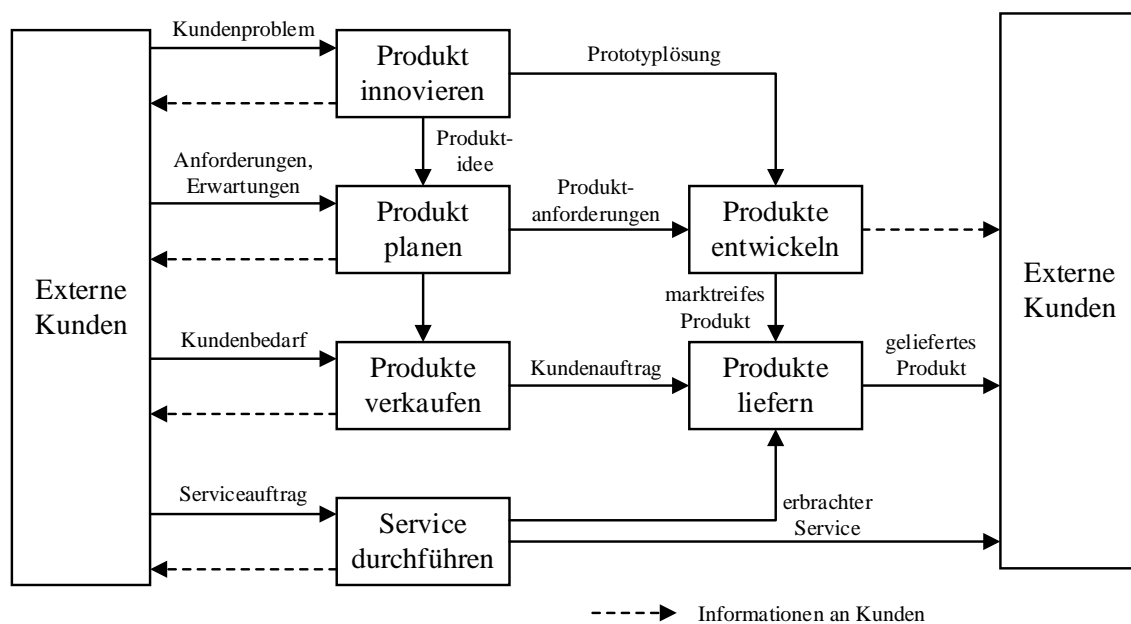 Kundenproblem
Produkt
innovieren
Prototyplösung
Produkt-
idee
Anforderungen,
Erwartungen
Produkt
planen
Produkt-
anforderungen
Produkte
entwickeln
Externe
Kunden
Externe
Kunden
marktreifes
Produkt
Kundenbedarf
Produkte
verkaufen
Kundenauftrag
Produkte
liefern
geliefertes
Produkt
Serviceauftrag
Service
durchführen
erbrachter
Service
Informationen an Kunden